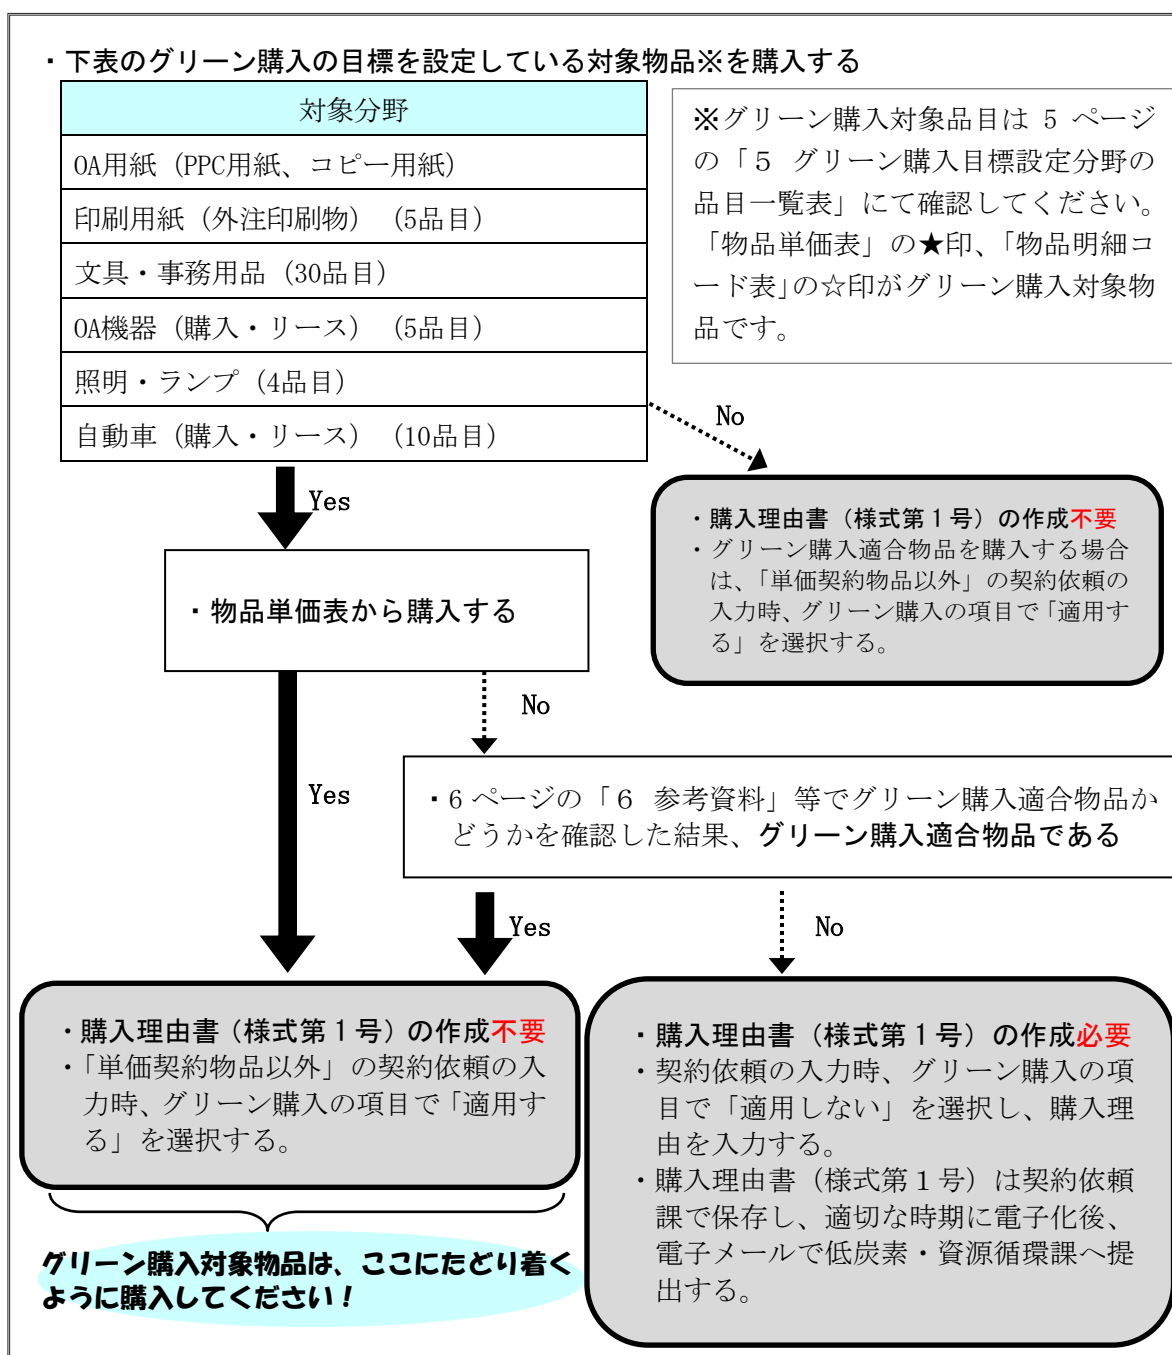 ・下表のグリーン購入の目標を設定している対象物品※を購入する
対象分野
OA用紙（PPC用紙、コピー用紙）
印刷用紙（外注印刷物）（5品目）
文具・事務用品（30品目）
OA機器（購入・リース）（5品目）
照明・ランプ（4品目）
自動車（購入・リース）（10品目）
※グリーン購入対象品目は 5 ページ
の「５ グリーン購入目標設定分野の
品目一覧表」にて確認してください。
「物品単価表」の★印、「物品明細コ
ード表」の☆印がグリーン購入対象物
品です。
No
Yes
・購入理由書（様式第１号）の作成不要
・グリーン購入適合物品を購入する場合
は、「単価契約物品以外」の契約依頼の
入力時、グリーン購入の項目で「適用す
る」を選択する。
・物品単価表から購入する
No
Yes
・6 ページの「６ 参考資料」等でグリーン購入適合物品か
どうかを確認した結果、グリーン購入適合物品である
Yes
No
・購入理由書（様式第１号）の作成不要
・「単価契約物品以外」の契約依頼の入
力時、グリーン購入の項目で「適用す
る」を選択する。
グリーン購入対象物品は、ここにたどり着く
ように購入してください！
・購入理由書（様式第１号）の作成必要
・契約依頼の入力時、グリーン購入の項
目で「適用しない」を選択し、購入理
由を入力する。
・購入理由書（様式第１号）は契約依頼
課で保存し、適切な時期に電子化後、
電子メールで低炭素・資源循環課へ提
出する。